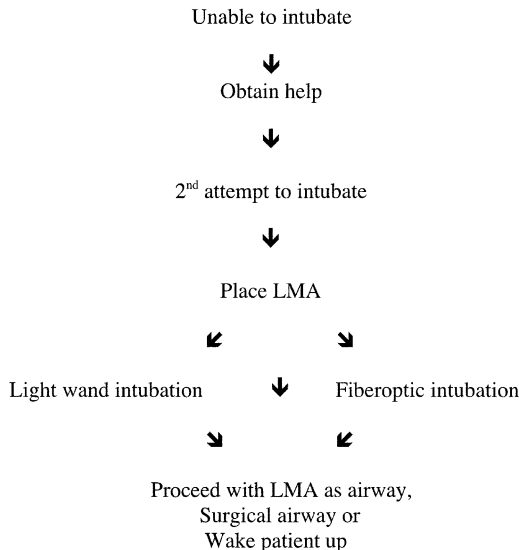 Unable to intubate
Obtain help
2nd attempt to intubate
Place LMA
Light wand intubation
Fiberoptic intubation
Proceed with LMA as airway,
Surgical airway or
Wake patient up